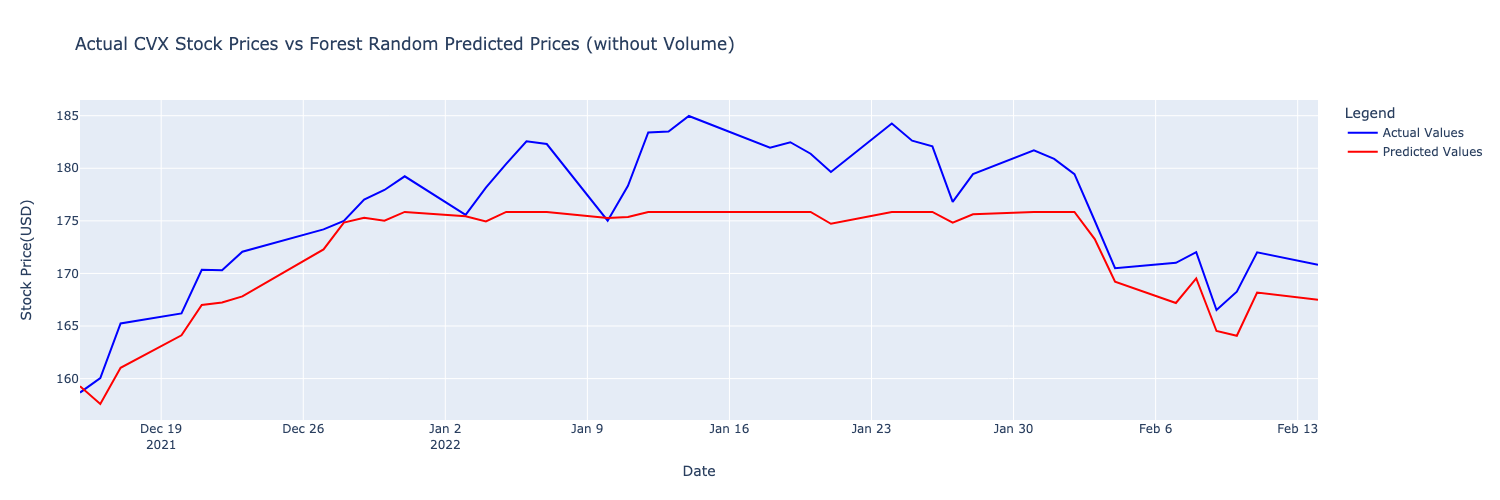 Actual CVX Stock Prices vs Forest Random Predicted Prices (without Volume)
Legend
Actual Values
Predicted Values
Stock Price(USD)
185
180
175
170
165
160
Dec 19
2021
Dec 26
Jan 2
2022
Jan 9
Jan 16
Jan 23
Jan 30
Feb 6
Feb 13
Date